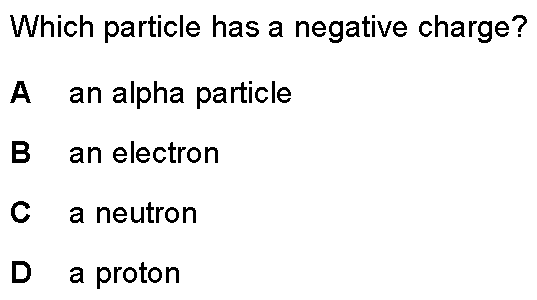 Which particle has a negative charge?
A an alpha particle
B an electron
C a neutron
D a proton